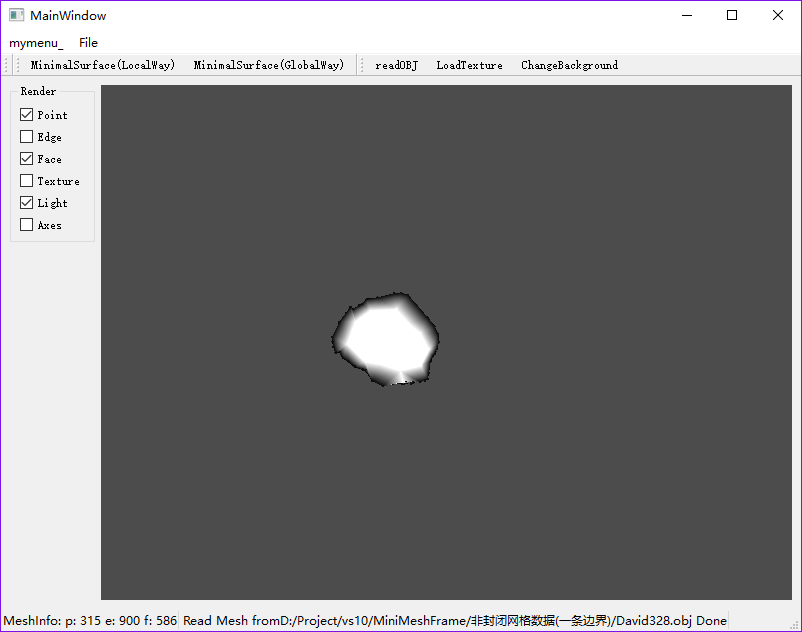 MainWindow
mymenu_ File
MinimalSurface(LocalWay) MinimalSurface(GlobalWay) readOBJ LoadTexture ChangeBackground
Render
Point
Edge
Face
Texture
Light
Axes
MeshInfo: p: 315 e: 900 f: 586 Read Mesh fromD:/Project/vs10/MiniMeshFrame/非封闭网格数据(一条边界)/David328.obj Done